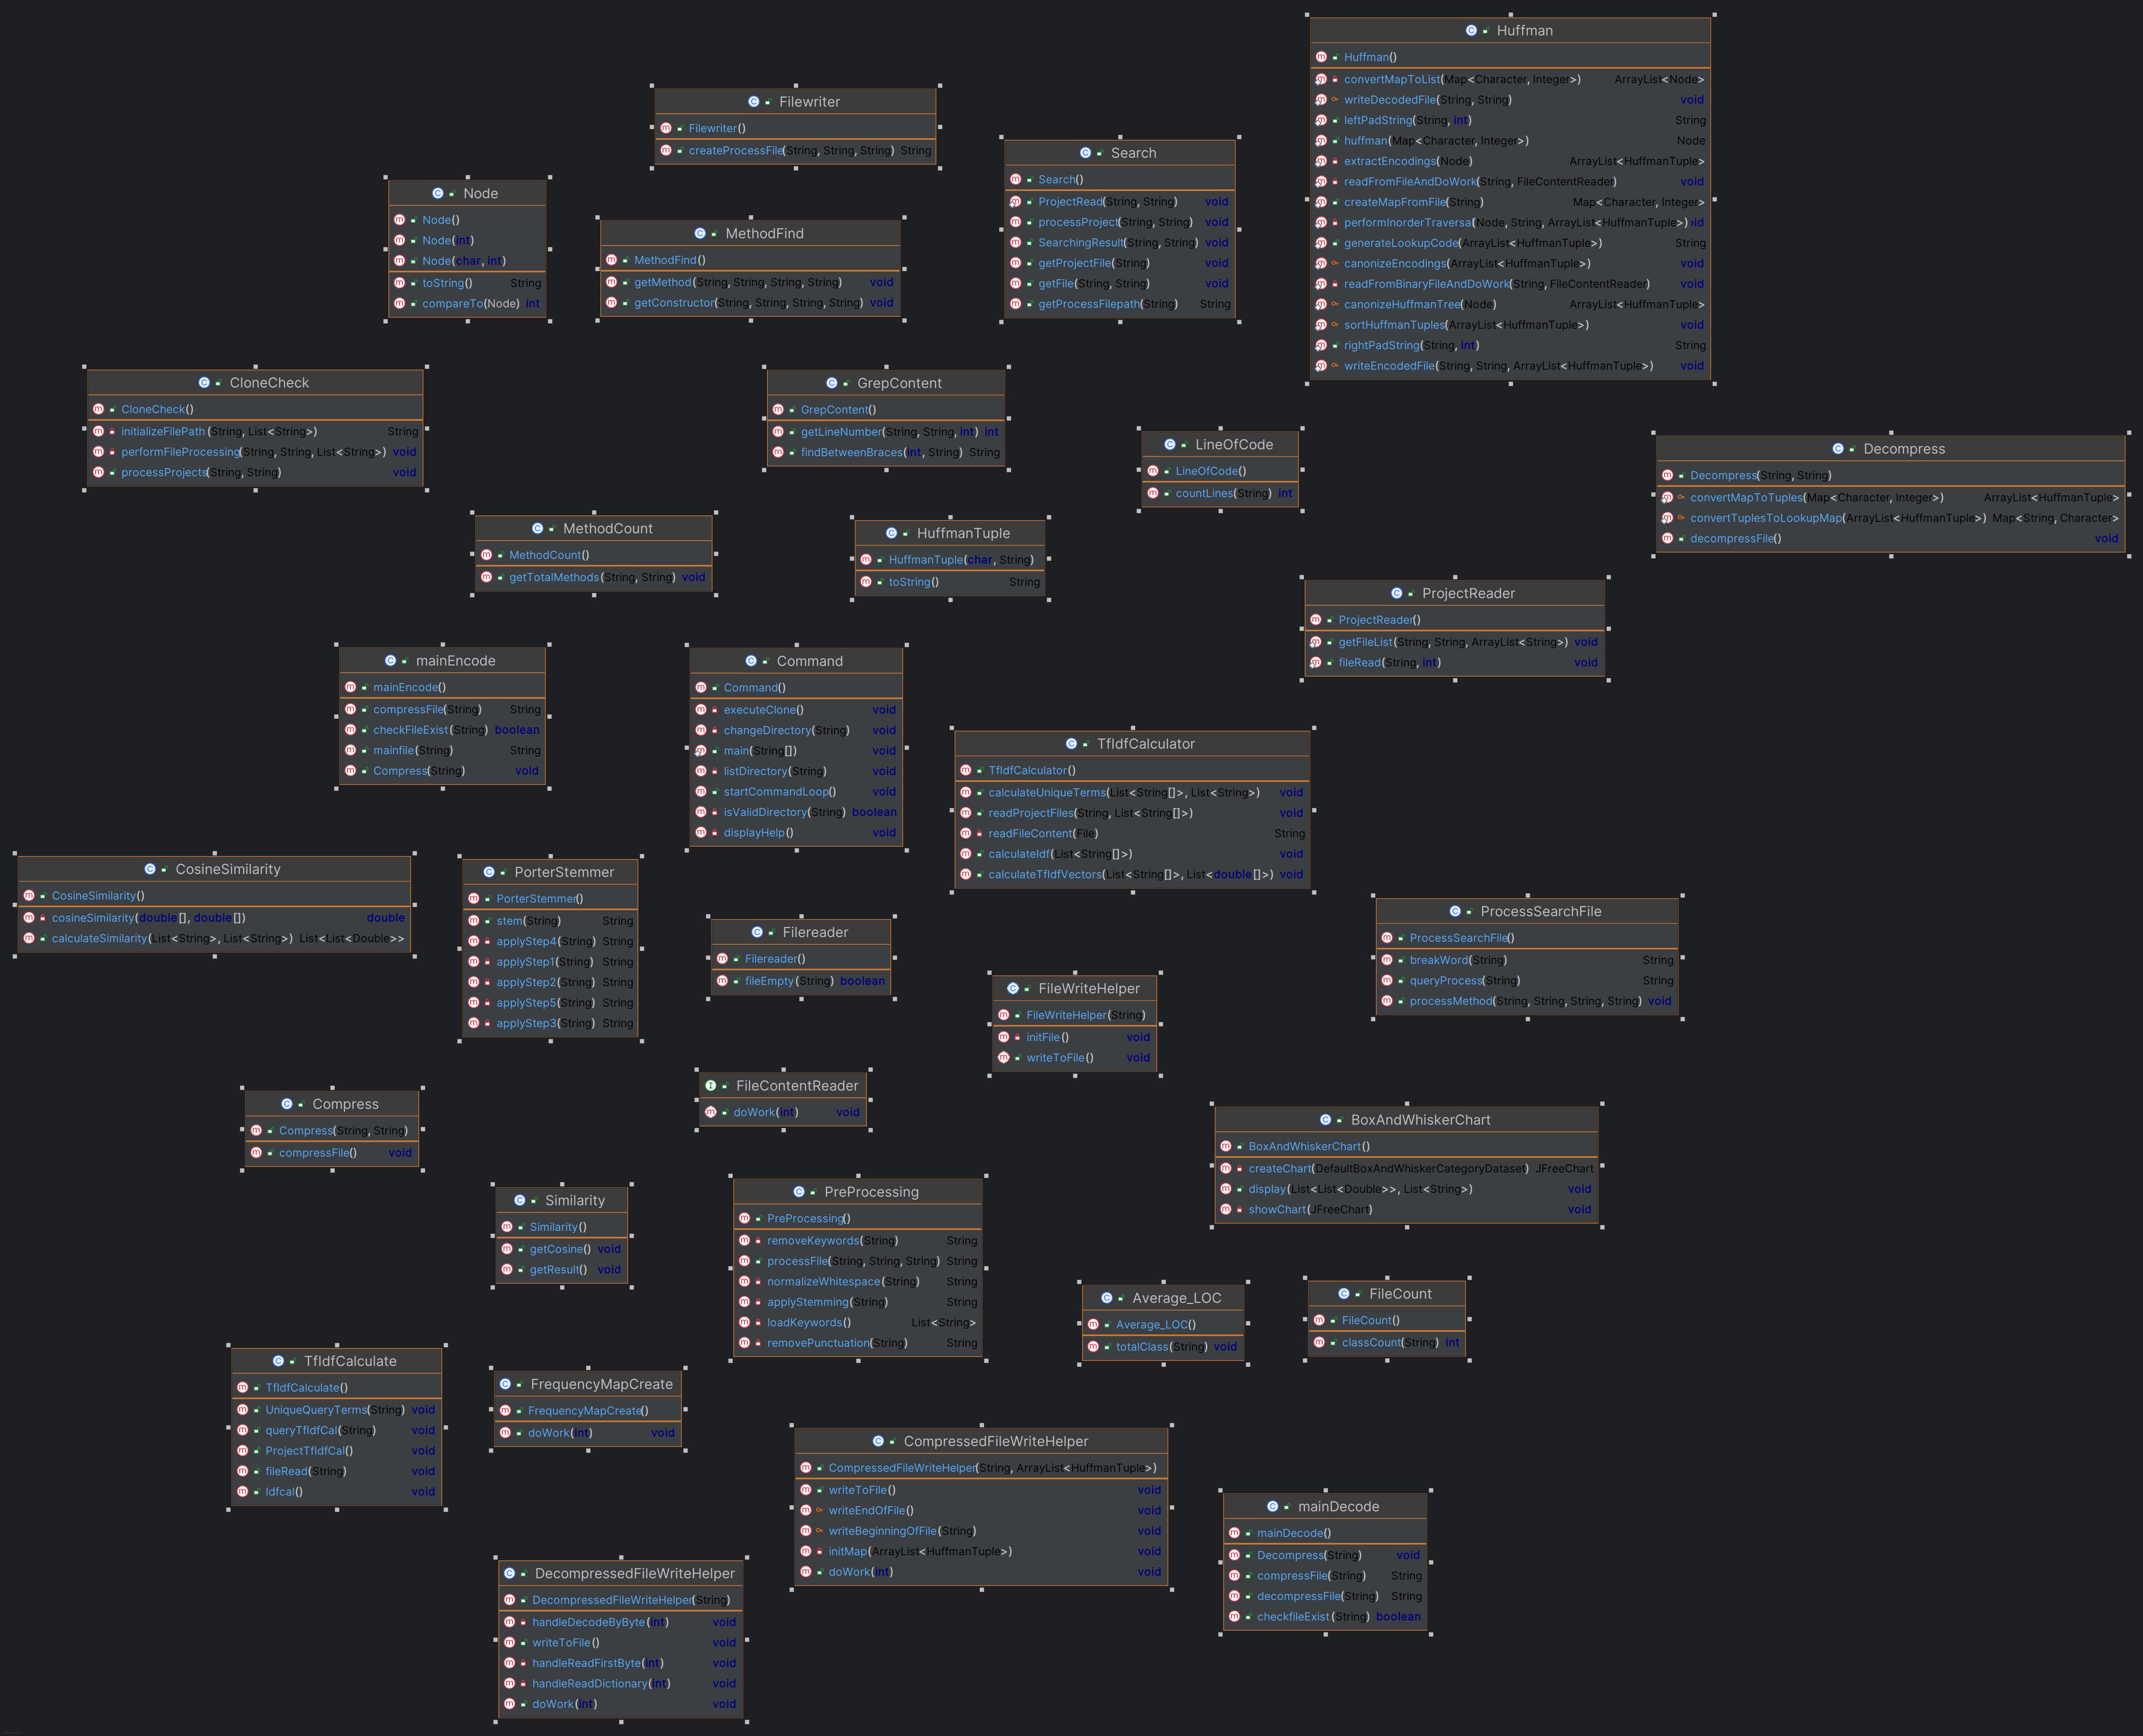 Huffman
Huffman()
convertMapToList(Map<Character, Integer>) ArrayList<Node>
writeDecodedFile(String, String) void
leftPadString(String, int) String
huffman(Map<Character, Integer>) Node
extractEncodings(Node) ArrayList<HuffmanTuple>
readFromFileAndDoWork(String, FileContentReader) void
createMapFromFile(String) Map<Character, Integer>
performInorderTraversal(Node, String, ArrayList<HuffmanTuple>) id
generateLookupCode(ArrayList<HuffmanTuple>) String
canonizeEncodings(ArrayList<HuffmanTuple>) void
readFromBinaryFileAndDoWork(String, FileContentReader) void
canonizeHuffmanTree(Node) ArrayList<HuffmanTuple>
sortHuffmanTuples(ArrayList<HuffmanTuple>) void
rightPadString(String, int) String
writeEncodedFile(String, String, ArrayList<HuffmanTuple>) void
Filewriter
Filewriter()
createProcessFile(String, String, String) String
Search
Search()
ProjectRead(String, String) void
processProject(String, String) void
SearchingResult(String, String) void
getProjectFile(String) void
getFile(String) void
getProcessFilepath(String) String
Node
Node()
Node(int)
Node(char, int)
toString() String
compareTo(Node) int
MethodFind
MethodFind()
getMethod(String, String, String, String) void
getConstructor(String, String, String, String) void
CloneCheck
CloneCheck()
initializeFilePath(String, List<String>) String
performFileProcessing(String, String, List<String>) void
processProjects(String, String) void
GrepContent
GrepContent()
getLineNumber(String, String, int) int
findBetweenBraces(int, String) String
LineOfCode
LineOfCode()
countLines(String) int
Decompress
Decompress(String, String)
convertMapToTuples(Map<Character, Integer>) ArrayList<HuffmanTuple>
convertTuplesToLookupMap(ArrayList<HuffmanTuple>) Map<String, Character>
decompressFile() void
MethodCount
MethodCount()
getTotalMethods(String, String) void
HuffmanTuple
HuffmanTuple(char, String)
toString() String
ProjectReader
ProjectReader()
getFileList(String, String, ArrayList<String>) void
fileRead(String, int) void
mainEncode
mainEncode()
compressFile(String) String
checkFileExist(String) boolean
mainfile(String) String
Compress(String) void
Command
Command()
executeClone() void
changeDirectory(String) void
main(String[]) void
listDirectory(String) void
startCommandLoop() void
isValidDirectory(String) boolean
displayHelp() void
TfIdfCalculator
TfIdfCalculator()
calculateUniqueTerms(List<String[]>, List<String>) void
readProjectFiles(String, List<String[]>) void
readFileContent(File) String
calculateIdf(List<String[]>) void
calculateTfIdfVectors(List<String[]>, List<double[]>) void
CosineSimilarity
CosineSimilarity()
cosineSimilarity(double[], double[]) double
calculateSimilarity(List<String>, List<String>) List<List<Double>>
PorterStemmer
PorterStemmer()
stem(String) String
applyStep4(String) String
applyStep1(String) String
applyStep2(String) String
applyStep5(String) String
applyStep3(String) String
Filereader
Filereader()
fileEmpty(String) boolean
ProcessSearchFile
ProcessSearchFile()
breakWord(String) String
queryProcess(String) String
processMethod(String, String, String, String) void
FileWriteHelper
FileWriteHelper(String)
initFile() void
writeToFile() void
FileContentReader
doWork(int) void
Compress
Compress(String, String)
compressFile() void
BoxAndWhiskerChart
BoxAndWhiskerChart()
createChart(DefaultBoxAndWhiskerCategoryDataset) JFreeChart
display(List<List<Double>>, List<String>) void
showChart(JFreeChart) void
Similarity
Similarity()
getCosine() void
getResult() void
PreProcessing
PreProcessing()
removeKeywords(String) String
processFile(String, String, String) String
normalizeWhitespace(String) String
applyStemming(String) String
loadKeywords() List<String>
removePunctuation(String) String
Average_LOC
Average_LOC()
totalClass(String) void
FileCount
FileCount()
classCount(String) int
TfIdfCalculate
TfIdfCalculate()
UniqueQueryTerms(String) void
queryTfIdfCal(String) void
ProjectTfIdfCal() void
fileRead(String) void
Idfcal() void
FrequencyMapCreate
FrequencyMapCreate()
doWork(int) void
CompressedFileWriteHelper
CompressedFileWriteHelper(String, ArrayList<HuffmanTuple>)
writeToFile() void
writeEndOfFile() void
writeBeginningOfFile(String) void
initMap(ArrayList<HuffmanTuple>) void
doWork(int) void
mainDecode
mainDecode()
Decompress(String) void
compressFile(String) String
decompressFile(String) String
checkfileExist(String) boolean
DecompressedFileWriteHelper
DecompressedFileWriteHelper(String)
handleDecodeByByte(int) void
writeToFile() void
handleReadFirstByte(int) void
handleReadDictionary(int) void
doWork(int) void